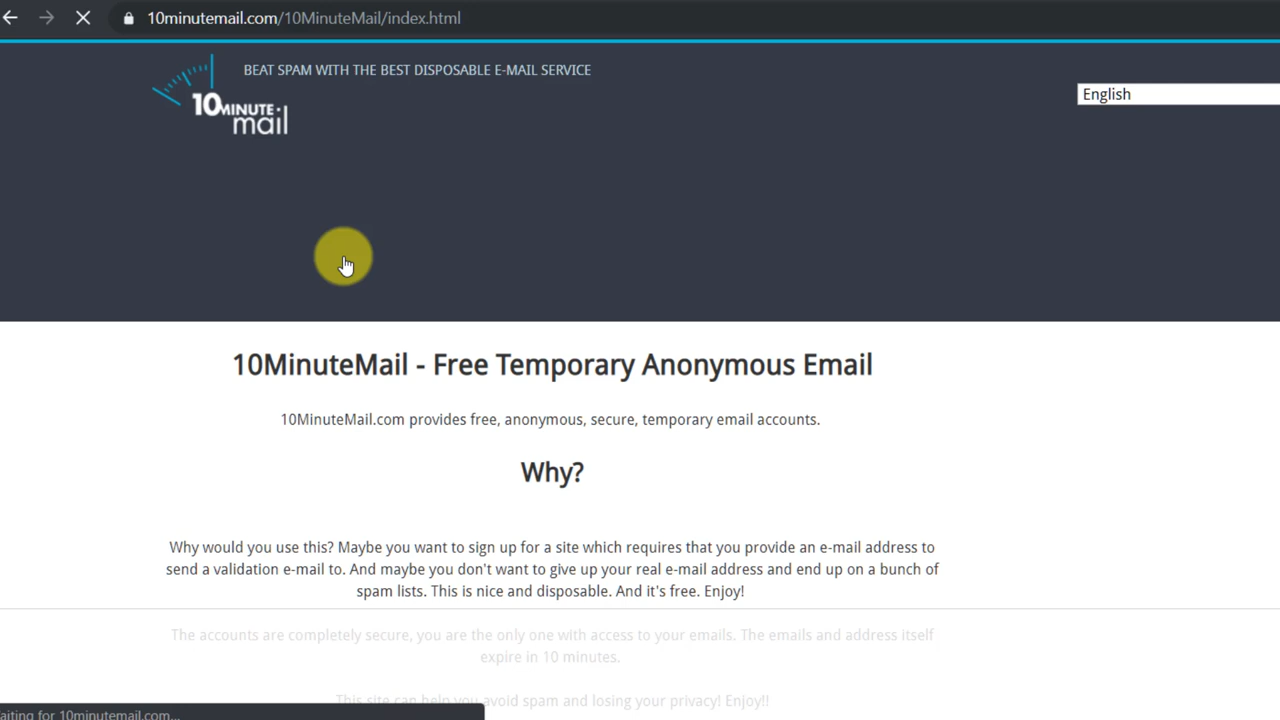 10minutemail.com/10MinuteMail/index.html
BEAT SPAM WITH THE BEST DISPOSABLE E-MAIL SERVICE
10MINUTE
mail
English
10MinuteMail - Free Temporary Anonymous Email
10MinuteMail.com provides free, anonymous, secure, temporary email accounts.
Why?
Why would you use this? Maybe you want to sign up for a site which requires that you provide an e-mail address to
send a validation e-mail to. And maybe you don't want to give up your real e-mail address and end up on a bunch of
spam lists. This is nice and disposable. And it's free. Enjoy!
The accounts are completely secure, you are the only one with access to your emails. The emails and address itself
expire in 10 minutes.
This site can help you avoid spam and losing your privacy! Enjoy!!
aiting for 10minutemail.com...